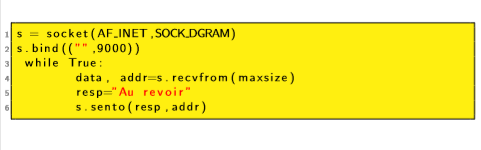 1 s = socket(AF_INET,SOCK_DGRAM)
2 s.bind(("",9000))
3 while True:
4 data, addr=s.recvfrom(maxsize)
5 resp="Au revoir"
6 s.sento(resp,addr)